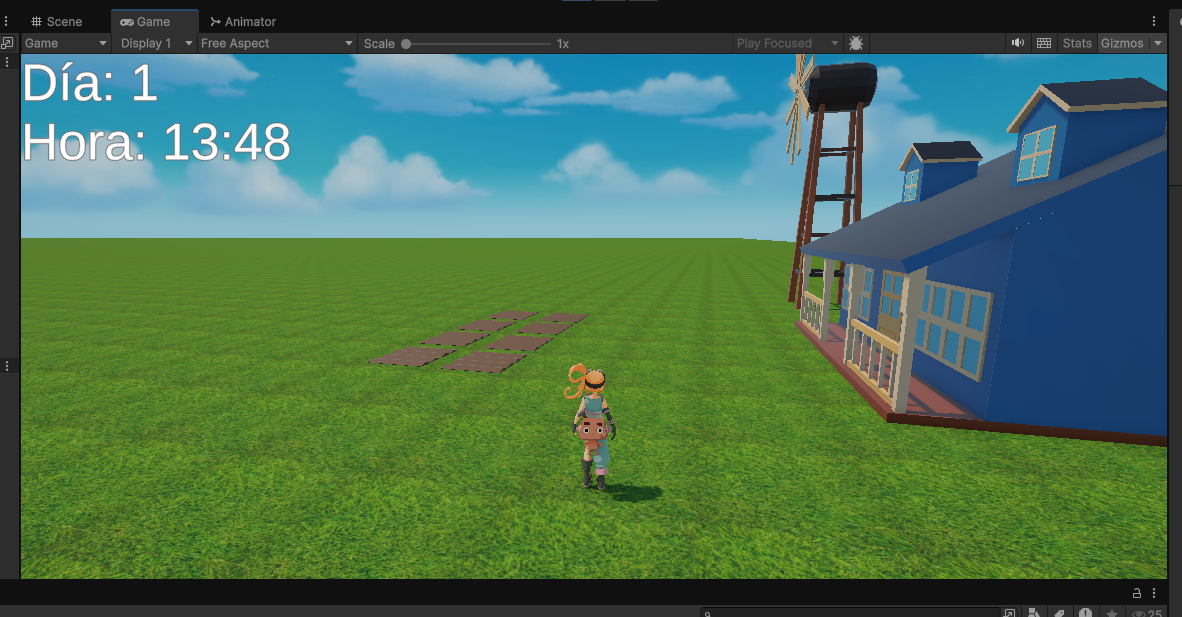 Scene Game Animator
Game Display 1 Free Aspect Scale 1x Play Focused Stats Gizmos
Día: 1
Hora: 13:48
25